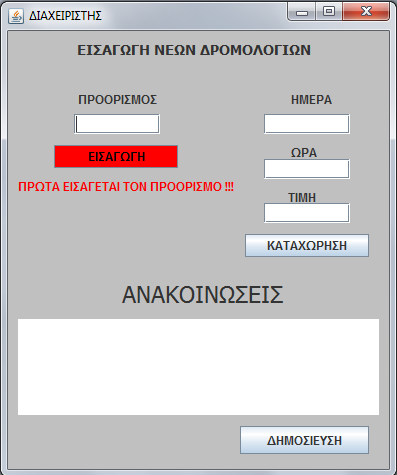 ΔΙΑΧΕΙΡΙΣΤΗΣ
ΕΙΣΑΓΩΓΗ ΝΕΩΝ ΔΡΟΜΟΛΟΓΙΩΝ
ΠΡΟΟΡΙΣΜΟΣ
ΗΜΕΡΑ
ΕΙΣΑΓΩΓΗ
ΩΡΑ
ΠΡΩΤΑ ΕΙΣΑΓΕΤΑΙ ΤΟΝ ΠΡΟΟΡΙΣΜΟ !!!
ΤΙΜΗ
ΚΑΤΑΧΩΡΗΣΗ
ΑΝΑΚΟΙΝΩΣΕΙΣ
ΔΗΜΟΣΙΕΥΣΗ